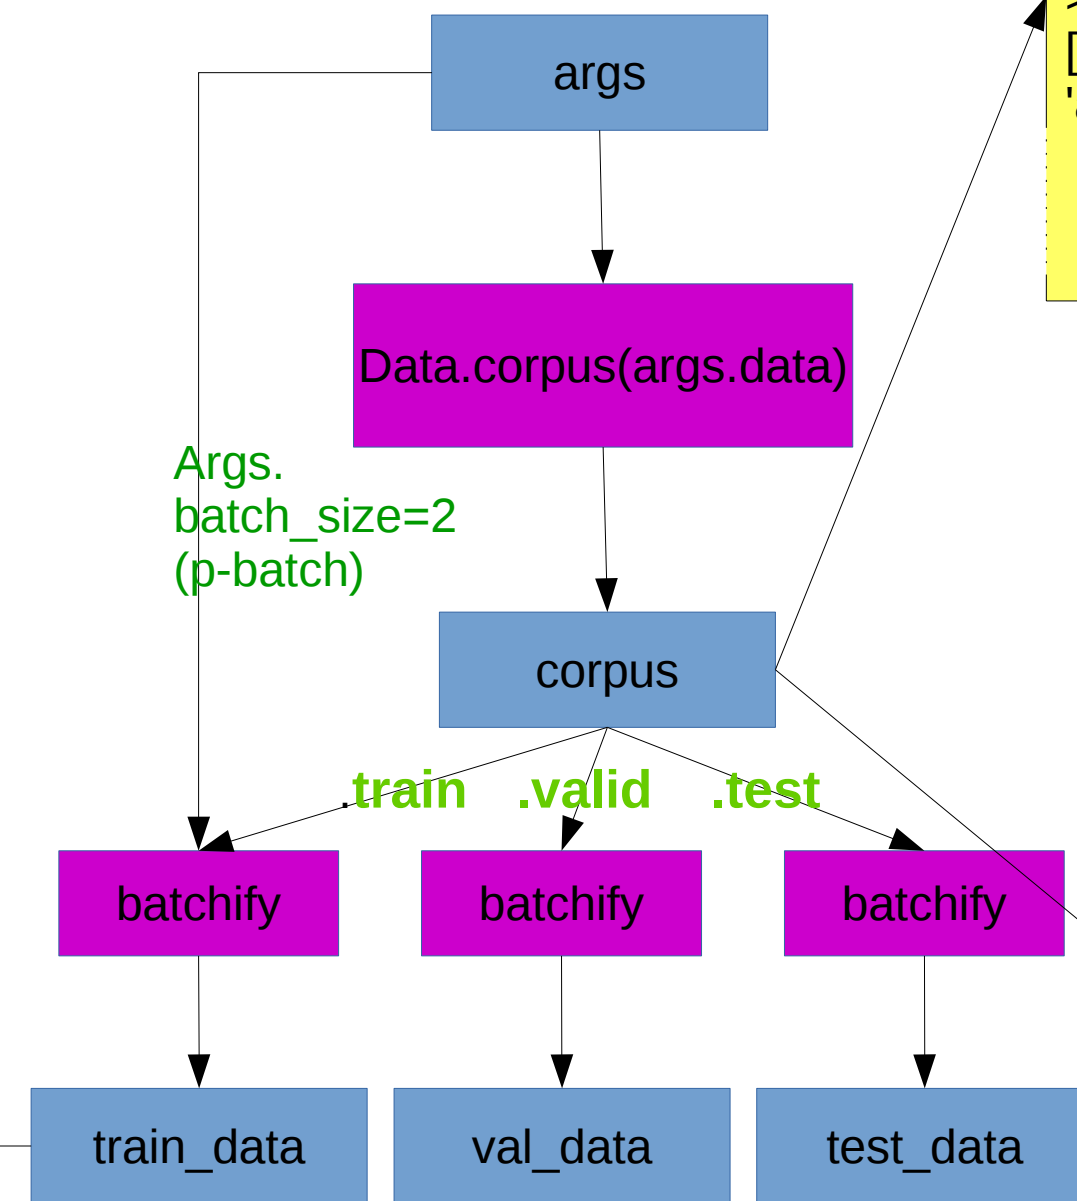 args
Data.corpus(args.data)
Args.
batch_size=2
(p-batch)
corpus
.train .valid .test
batchify batchify batchify
train_data val_data test_data